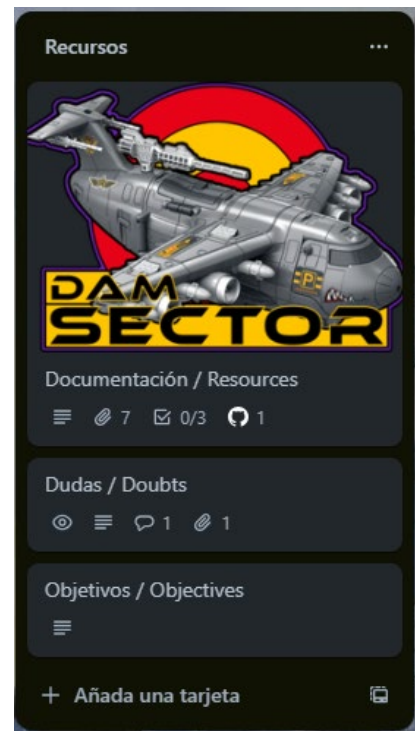 Recursos
P
DAM
SECTOR
Documentación / Resources
7 0/3 1
Dudas / Doubts
1 1
Objetivos / Objectives
+ Añada una tarjeta